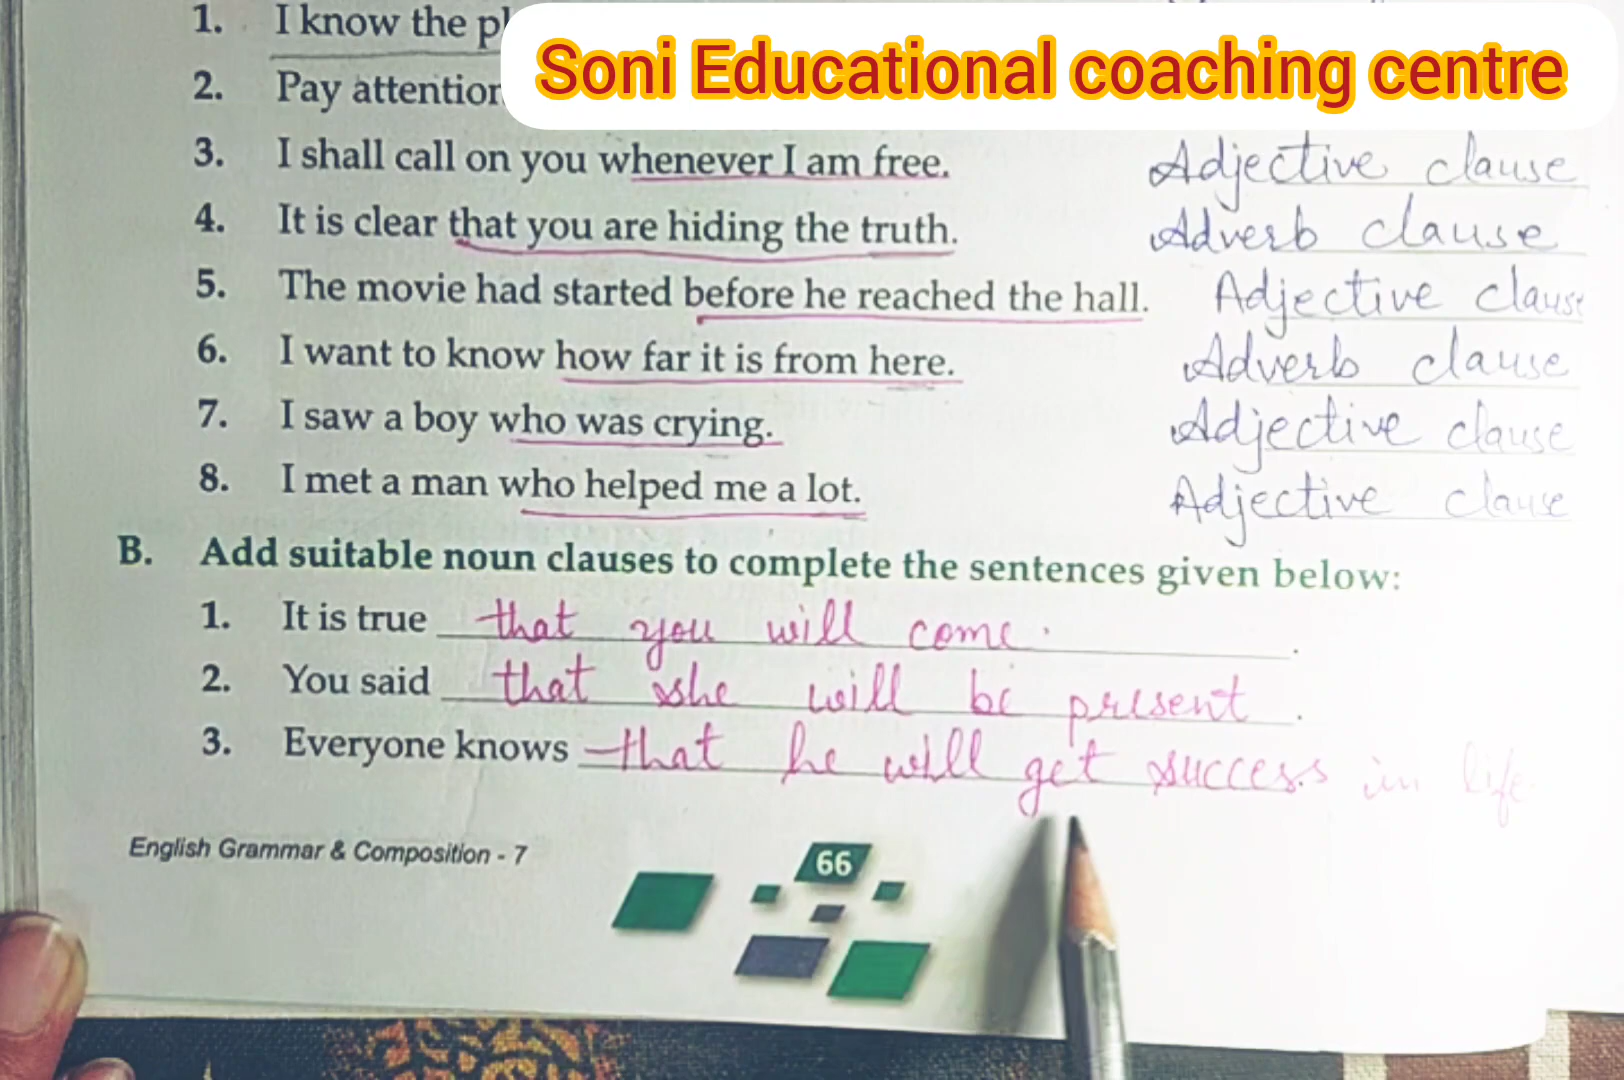 1. I know the pl
Soni Educational coaching centre
2. Pay attention
3. I shall call on you whenever I am free. Adjective clause
4. It is clear that you are hiding the truth. Adverb clause
5. The movie had started before he reached the hall. Adjective clause
6. I want to know how far it is from here. Adverb clause
7. I saw a boy who was crying. Adjective clause
8. I met a man who helped me a lot. Adjective clause
B. Add suitable noun clauses to complete the sentences given below:
1. It is true that you will come.
2. You said that she will be present.
3. Everyone knows that he will get success in life
English Grammar & Composition - 7
66